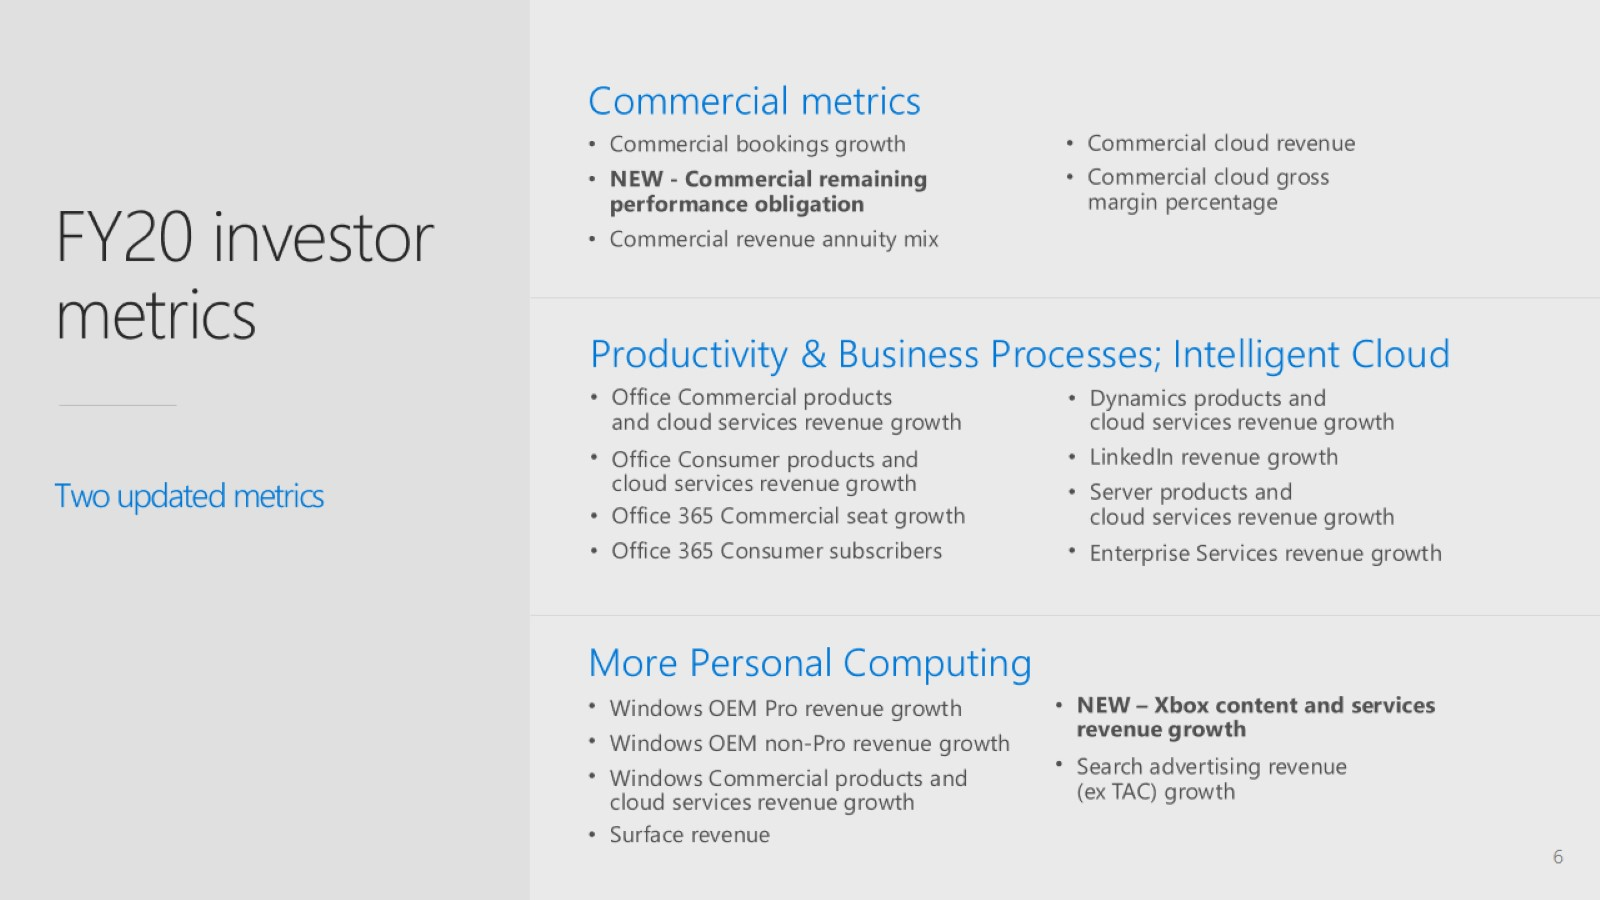 FY20 investor
metrics
Two updated metrics
Commercial metrics
• Commercial bookings growth
• NEW - Commercial remaining
performance obligation
• Commercial revenue annuity mix
• Commercial cloud revenue
• Commercial cloud gross
margin percentage
Productivity & Business Processes; Intelligent Cloud
• Office Commercial products
and cloud services revenue growth
• Office Consumer products and
cloud services revenue growth
• Office 365 Commercial seat growth
• Office 365 Consumer subscribers
• Dynamics products and
cloud services revenue growth
• LinkedIn revenue growth
• Server products and
cloud services revenue growth
• Enterprise Services revenue growth
More Personal Computing
• Windows OEM Pro revenue growth
• Windows OEM non-Pro revenue growth
• Windows Commercial products and
cloud services revenue growth
• Surface revenue
• NEW – Xbox content and services
revenue growth
• Search advertising revenue
(ex TAC) growth
6